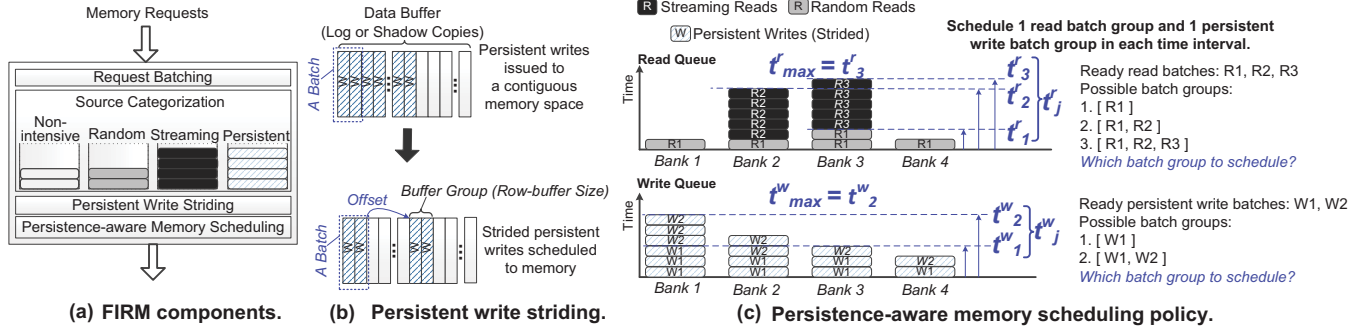 Memory Requests
Request Batching
Source Categorization
Non-
intensive
Random
Streaming
Persistent
Persistent Write Striding
Persistence-aware Memory Scheduling
(a) FIRM components.
Data Buffer
(Log or Shadow Copies)
A Batch
W W W W W W
Persistent writes
issued to
a contiguous
memory space
Offset
Buffer Group (Row-buffer Size)
A Batch
W W W W
Strided persistent
writes scheduled
to memory
(b) Persistent write striding.
R Streaming Reads R Random Reads
W Persistent Writes (Strided)
Schedule 1 read batch group and 1 persistent
write batch group in each time interval.
Read Queue
t^r_max = t^r_3
Time
R1
R2 R2 R2 R2 R1
R3 R3 R3 R3 R3 R1 R1
R1
t^r_3
t^r_2
t^r_1
t^r_j
Bank 1 Bank 2 Bank 3 Bank 4
Ready read batches: R1, R2, R3
Possible batch groups:
1. [ R1 ]
2. [ R1, R2 ]
3. [ R1, R2, R3 ]
Which batch group to schedule?
Write Queue
t^w_max = t^w_2
Time
W2 W2 W2 W1 W1 W1
W2 W1 W1 W1
W2 W1 W1
W2 W1
t^w_2
t^w_1
t^w_j
Bank 1 Bank 2 Bank 3 Bank 4
Ready persistent write batches: W1, W2
Possible batch groups:
1. [ W1 ]
2. [ W1, W2 ]
Which batch group to schedule?
(c) Persistence-aware memory scheduling policy.